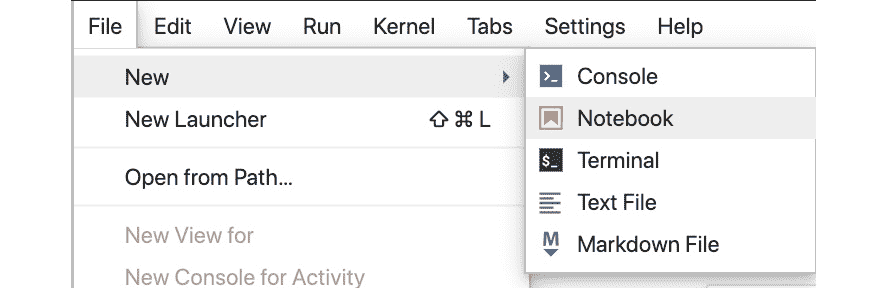 File Edit View Run Kernel Tabs Settings Help
New
New Launcher ⇧ ⌘ L
Open from Path...
New View for
New Console for Activity
Console
Notebook
$_ Terminal
Text File
M Markdown File